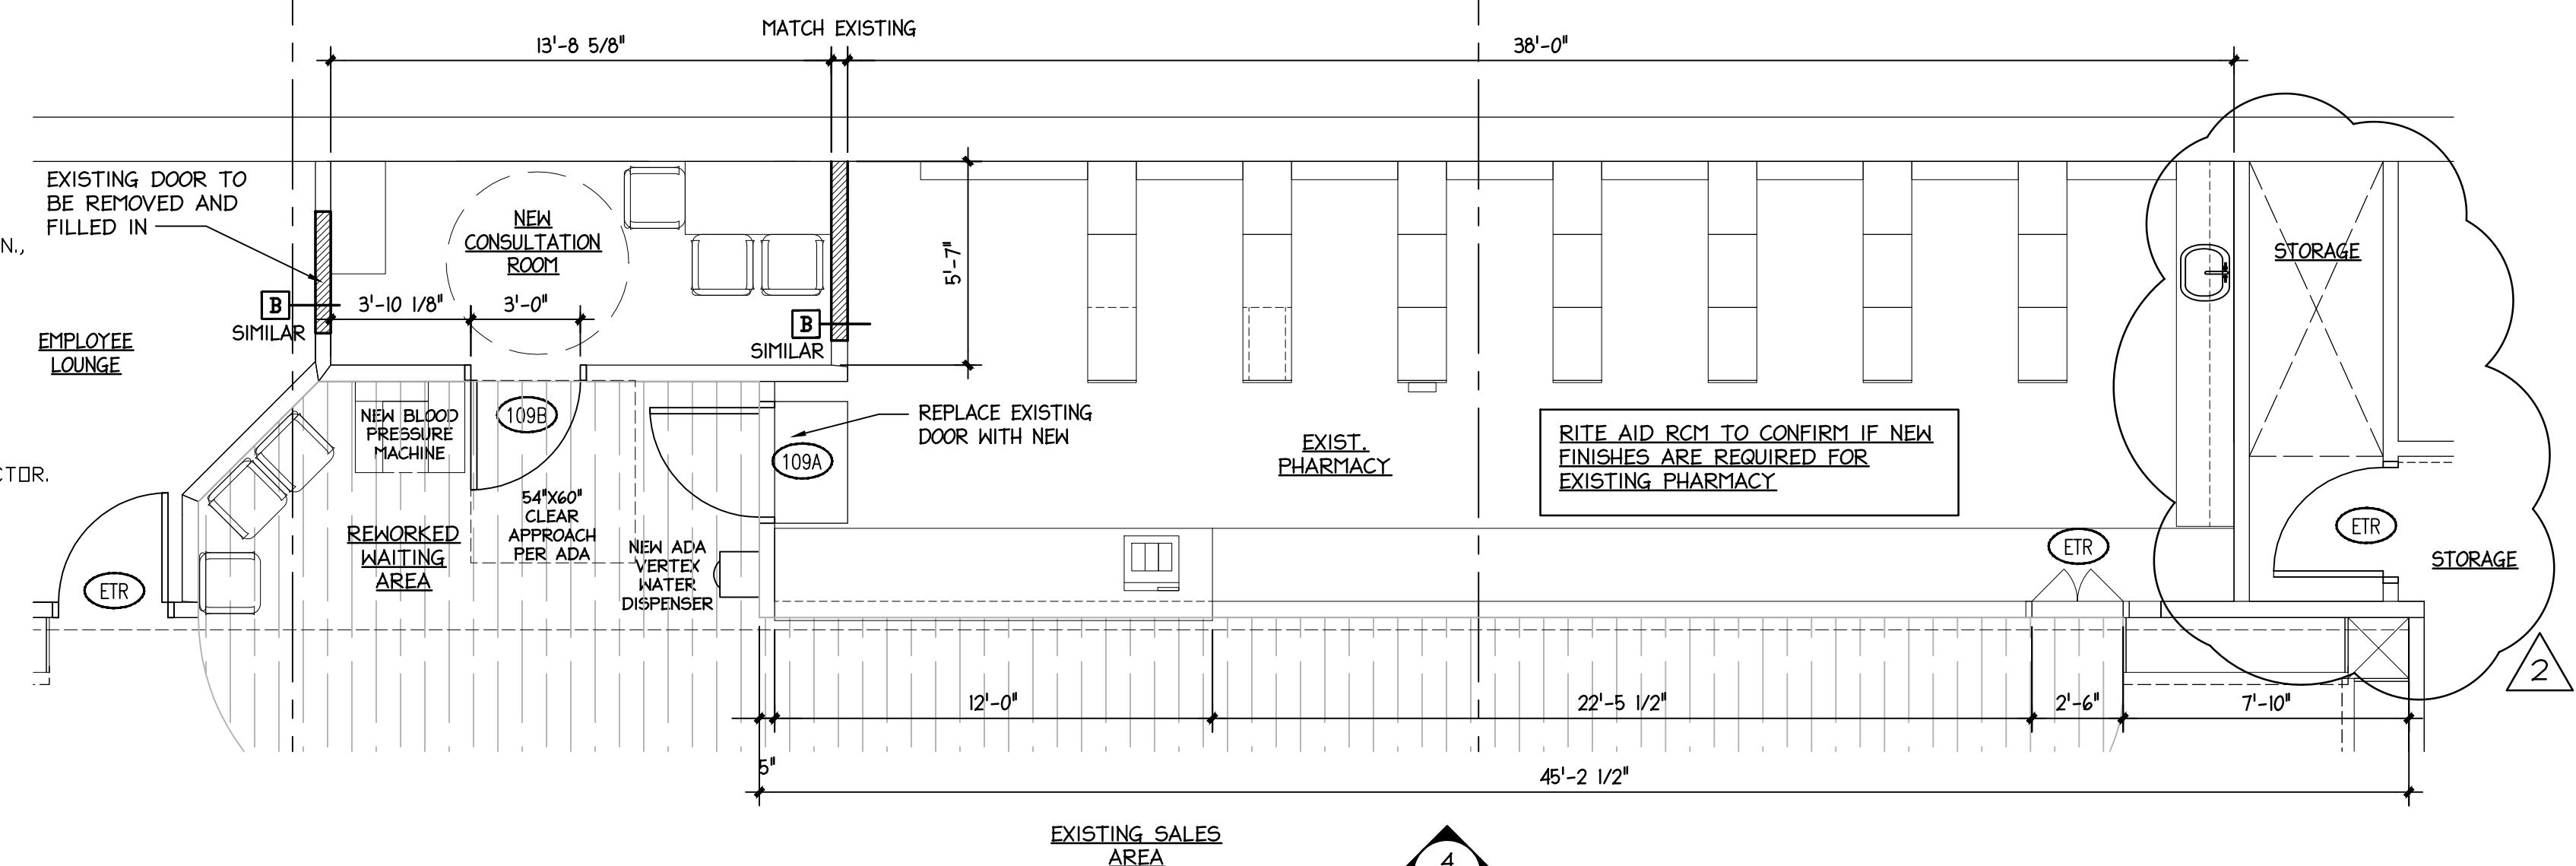 MATCH EXISTING
13'-8 5/8"
38'-0"
EXISTING DOOR TO
BE REMOVED AND
FILLED IN
N.,
NEW
CONSULTATION
ROOM
5'-7"
STORAGE
B
SIMILAR
3'-10 1/8"
3'-0"
B
SIMILAR
EMPLOYEE
LOUNGE
NEW BLOOD
PRESSURE
MACHINE
109B
REPLACE EXISTING
DOOR WITH NEW
109A
EXIST.
PHARMACY
RITE AID RCM TO CONFIRM IF NEW
FINISHES ARE REQUIRED FOR
EXISTING PHARMACY
CTOR.
54"X60"
CLEAR
APPROACH
PER ADA
REWORKED
WAITING
AREA
NEW ADA
VERTEX
WATER
DISPENSER
ETR
ETR
ETR
STORAGE
2
12'-0"
22'-5 1/2"
2'-6"
7'-10"
5"
45'-2 1/2"
EXISTING SALES
AREA
4